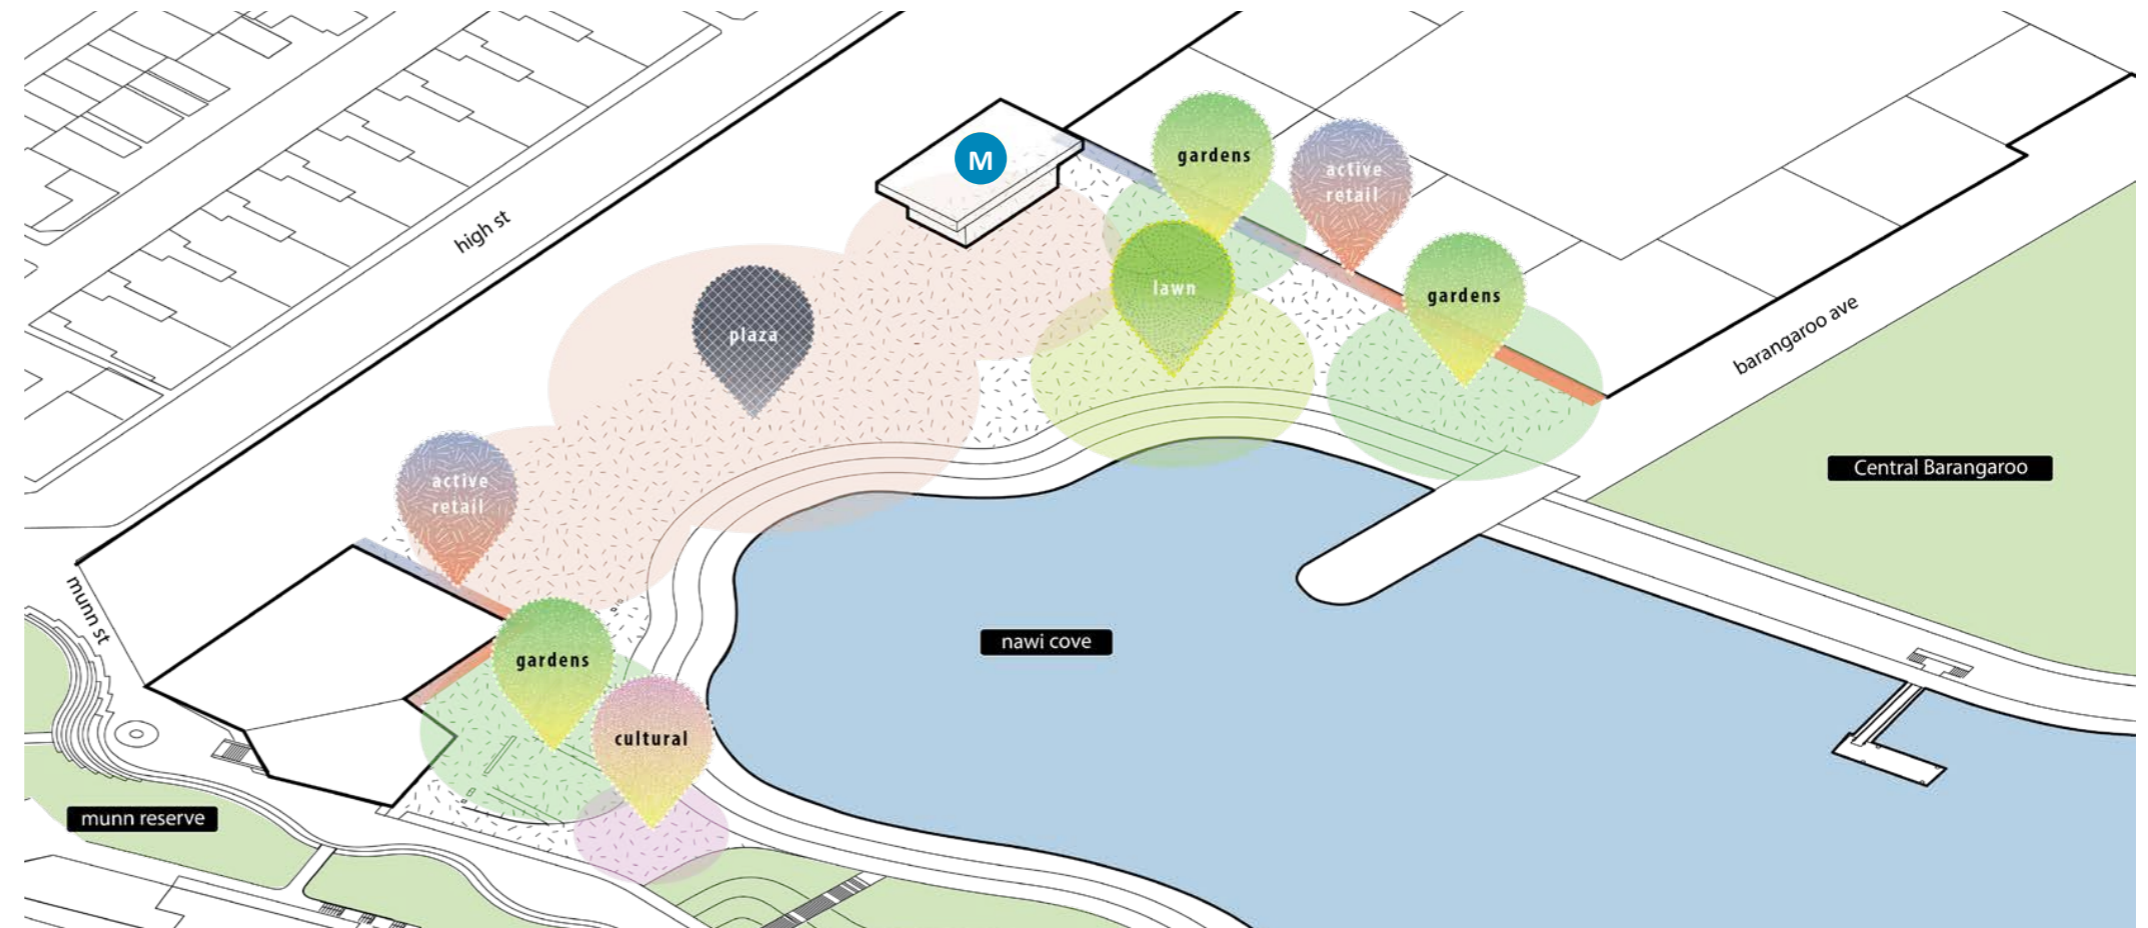 M
gardens
active
retail
high st
lawn
gardens
plaza
barangaroo ave
active
retail
Central Barangaroo
munn st
nawi cove
gardens
cultural
munn reserve